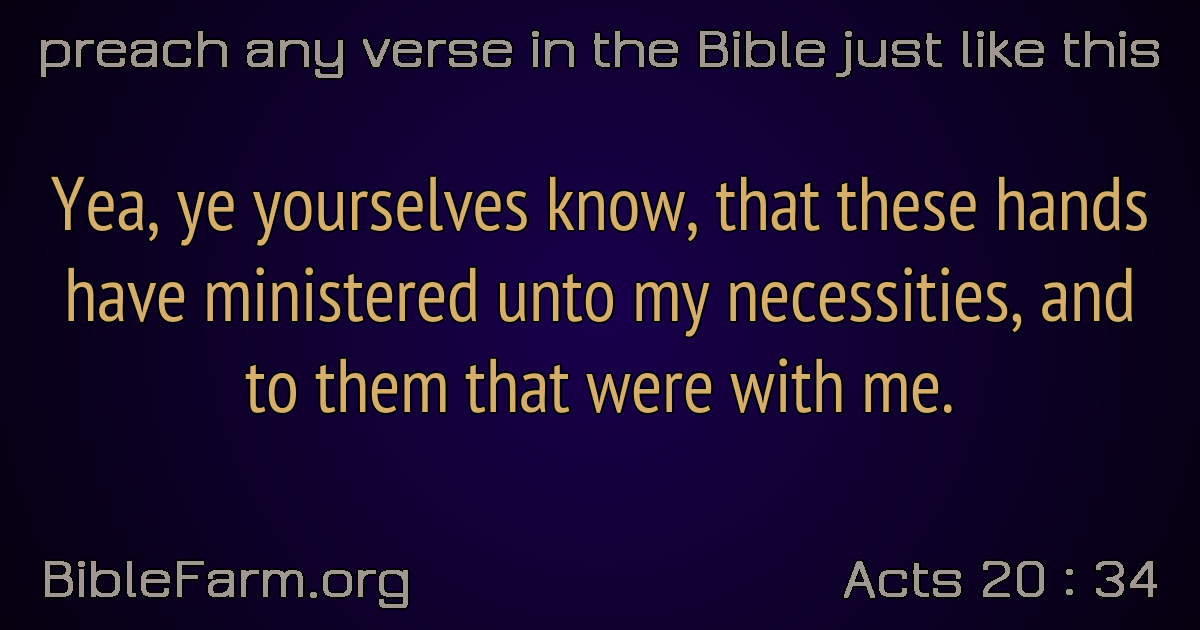 preach any verse in the Bible just like this
Yea, ye yourselves know, that these hands
have ministered unto my necessities, and
to them that were with me.
BibleFarm.org
Acts 20 : 34